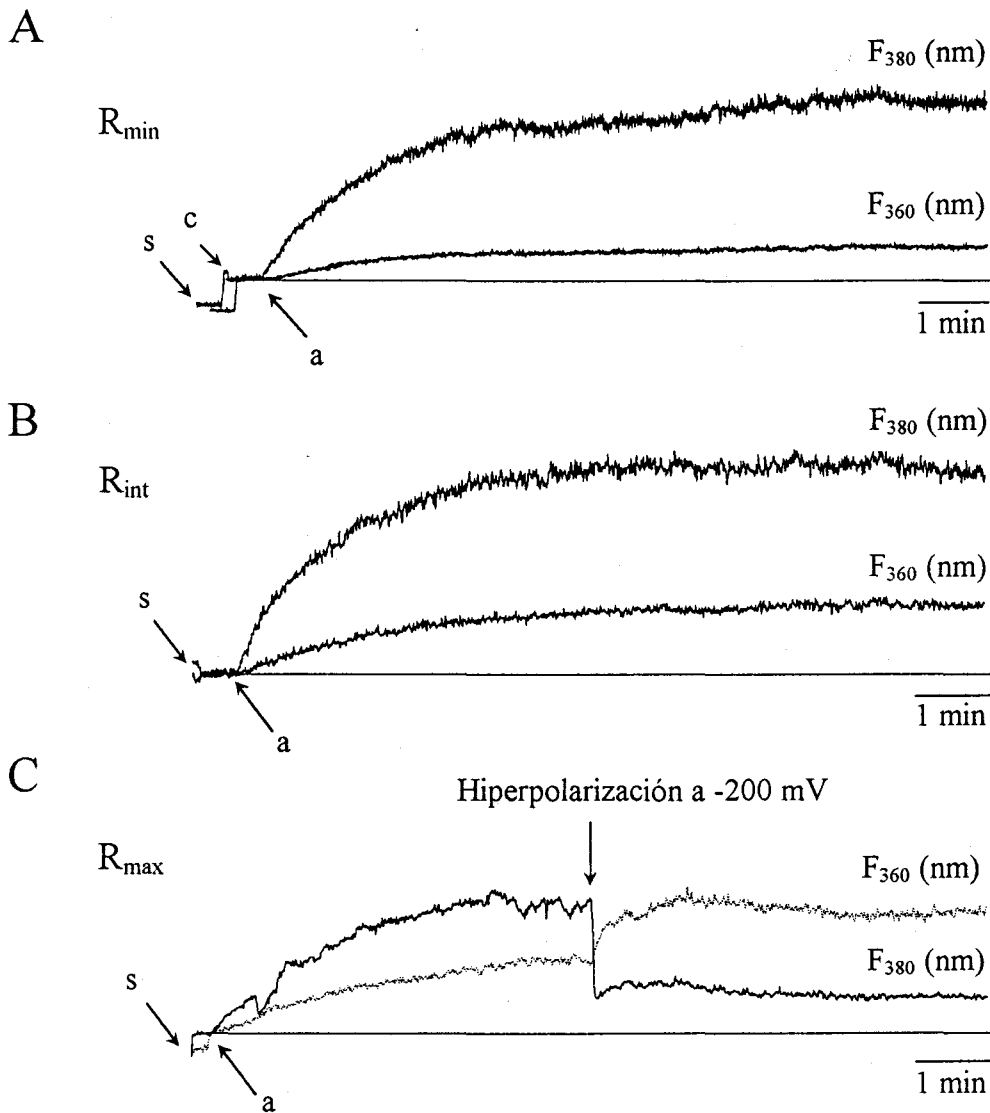 A
F380 (nm)
Rmin
c
s
F360 (nm)
a
1 min
B
F380 (nm)
Rint
F360 (nm)
s
a
1 min
C
Hiperpolarización a -200 mV
Rmax
F360 (nm)
F380 (nm)
s
a
1 min